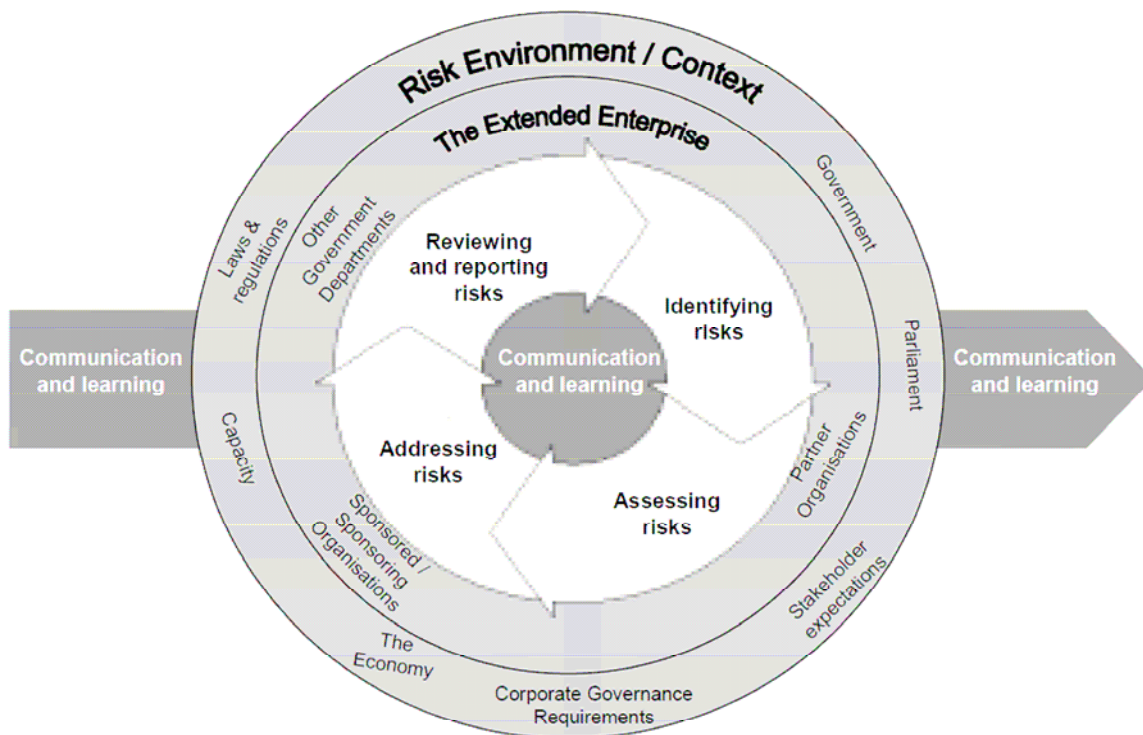 Risk Environment / Context
The Extended Enterprise
Government
Laws &
regulations
Other
Government
Departments
Reviewing
and reporting
risks
Identifying
risks
Parliament
Communication
and learning
Communication
and learning
Communication
and learning
Capacity
Addressing
risks
Assessing
risks
Partner
Organisations
Sponsored /
Sponsoring
Organisations
Stakeholder
expectations
The
Economy
Corporate Governance
Requirements